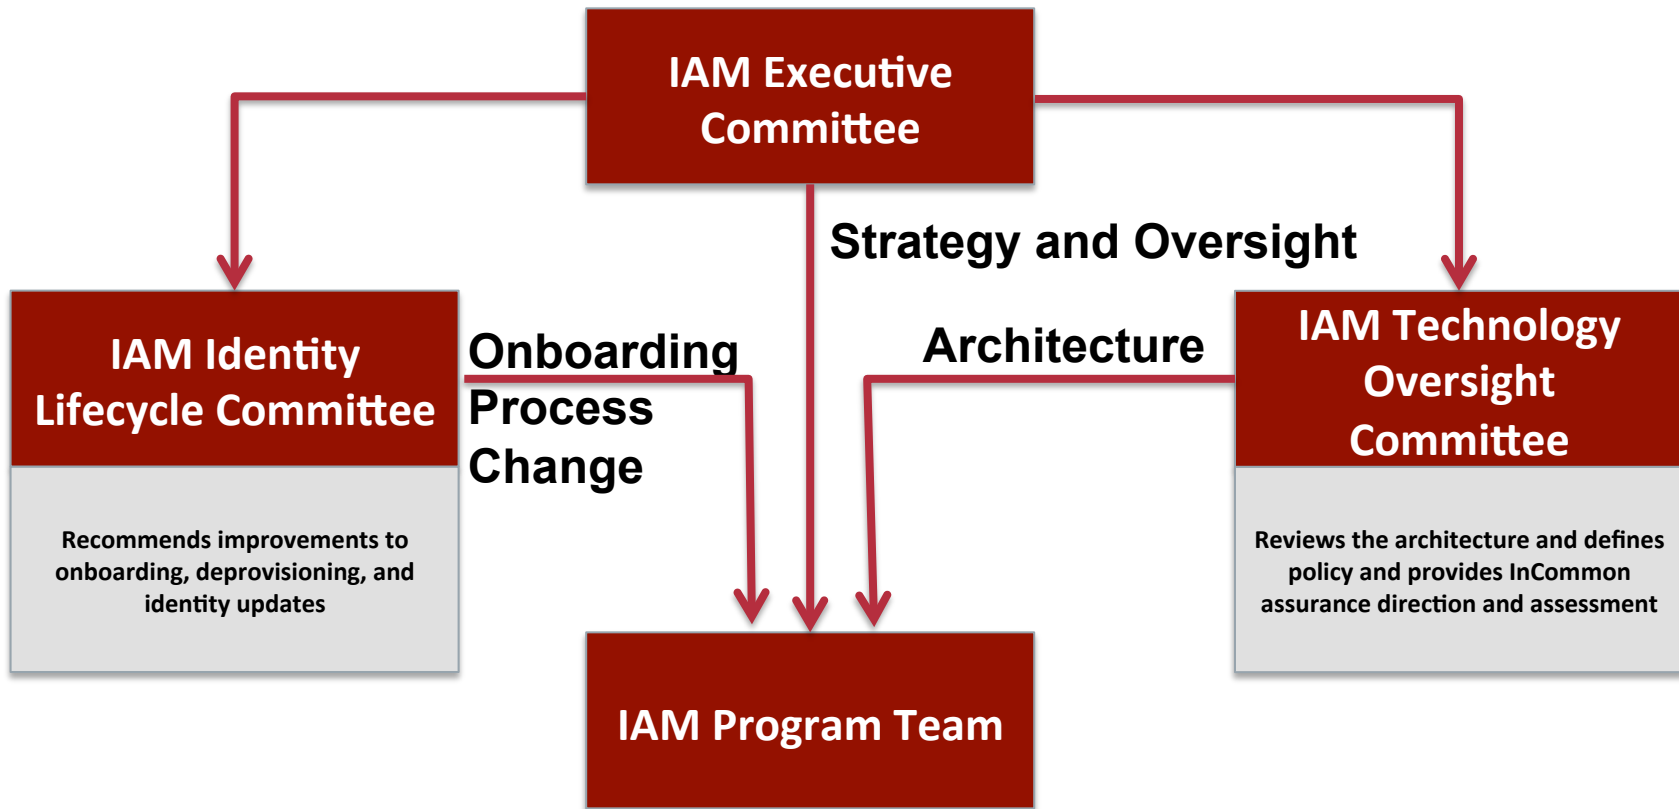 IAM Executive
Committee
Strategy and Oversight
IAM Identity
Lifecycle Committee
Recommends improvements to
onboarding, deprovisioning, and
identity updates
Onboarding
Process
Change
Architecture
IAM Technology
Oversight
Committee
Reviews the architecture and defines
policy and provides InCommon
assurance direction and assessment
IAM Program Team